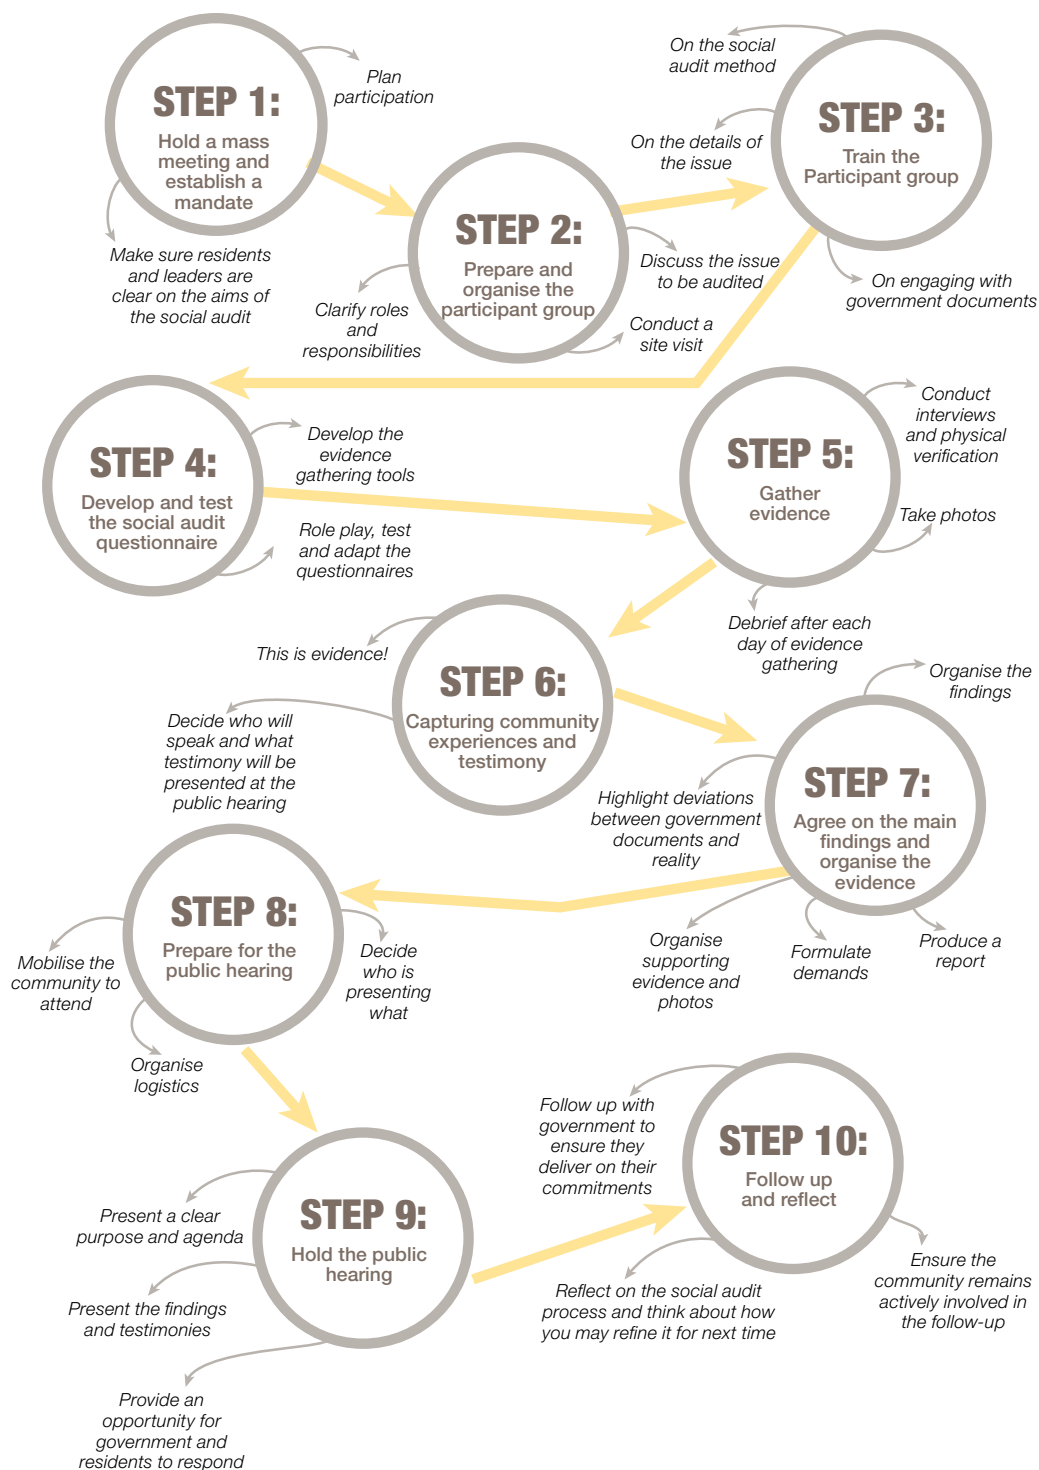 STEP 1:
Hold a mass
meeting and
establish a
mandate
Plan
participation
Make sure residents
and leaders are
clear on the aims of
the social audit
STEP 2:
Prepare and
organise the
participant group
Clarify roles
and
responsibilities
Discuss the issue
to be audited
Conduct a
site visit
STEP 3:
Train the
Participant group
On the social
audit method
On the details of
the issue
On engaging with
government documents
STEP 4:
Develop and test
the social audit
questionnaire
Develop the
evidence
gathering tools
Role play, test
and adapt the
questionnaires
STEP 5:
Gather
evidence
Conduct
interviews
and physical
verification
Take photos
Debrief after each
day of evidence
gathering
STEP 6:
Capturing community
experiences and
testimony
This is evidence!
Decide who will
speak and what
testimony will be
presented at the
public hearing
STEP 7:
Agree on the main
findings and
organise the
evidence
Organise the
findings
Highlight deviations
between government
documents and
reality
Organise
supporting
evidence and
photos
Formulate
demands
Produce a
report
STEP 8:
Prepare for the
public hearing
Mobilise the
community to
attend
Organise
logistics
Decide
who is
presenting
what
STEP 9:
Hold the public
hearing
Present a clear
purpose and agenda
Present the findings
and testimonies
Provide an
opportunity for
government and
residents to respond
STEP 10:
Follow up
and reflect
Follow up with
government to
ensure they
deliver on their
commitments
Reflect on the social audit
process and think about how
you may refine it for next time
Ensure the
community remains
actively involved in
the follow-up